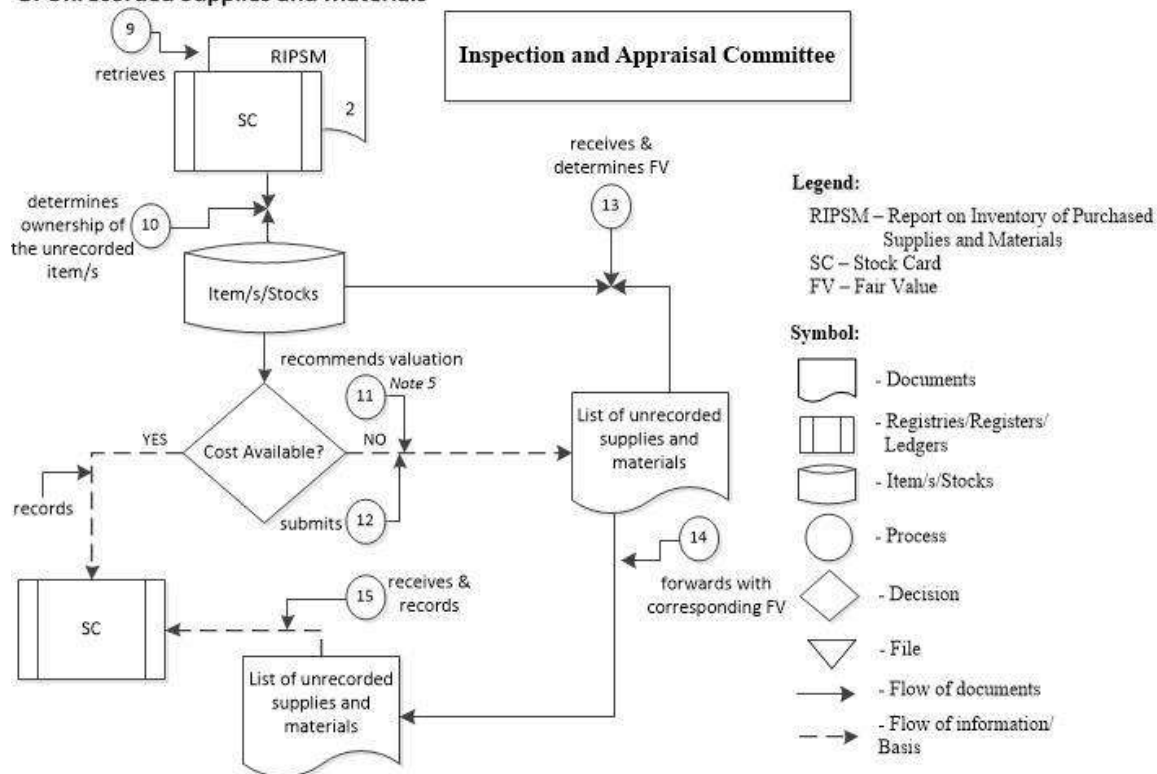 Unrecorded Supplies and Materials
9
retrieves
RIPSM
SC
2
Inspection and Appraisal Committee
determines
ownership of
the unrecorded
item/s
10
Item/s/Stocks
receives &
determines FV
13
recommends valuation
11
Note 5
YES
Cost Available?
NO
List of unrecorded
supplies and
materials
records
submits
12
14
forwards with
corresponding FV
15
receives &
records
SC
List of unrecorded
supplies and
materials
Legend:
RIPSM – Report on Inventory of Purchased
Supplies and Materials
SC – Stock Card
FV – Fair Value
Symbol:
- Documents
- Registries/Registers/
Ledgers
- Item/s/Stocks
- Process
- Decision
- File
- Flow of documents
- Flow of information/
Basis